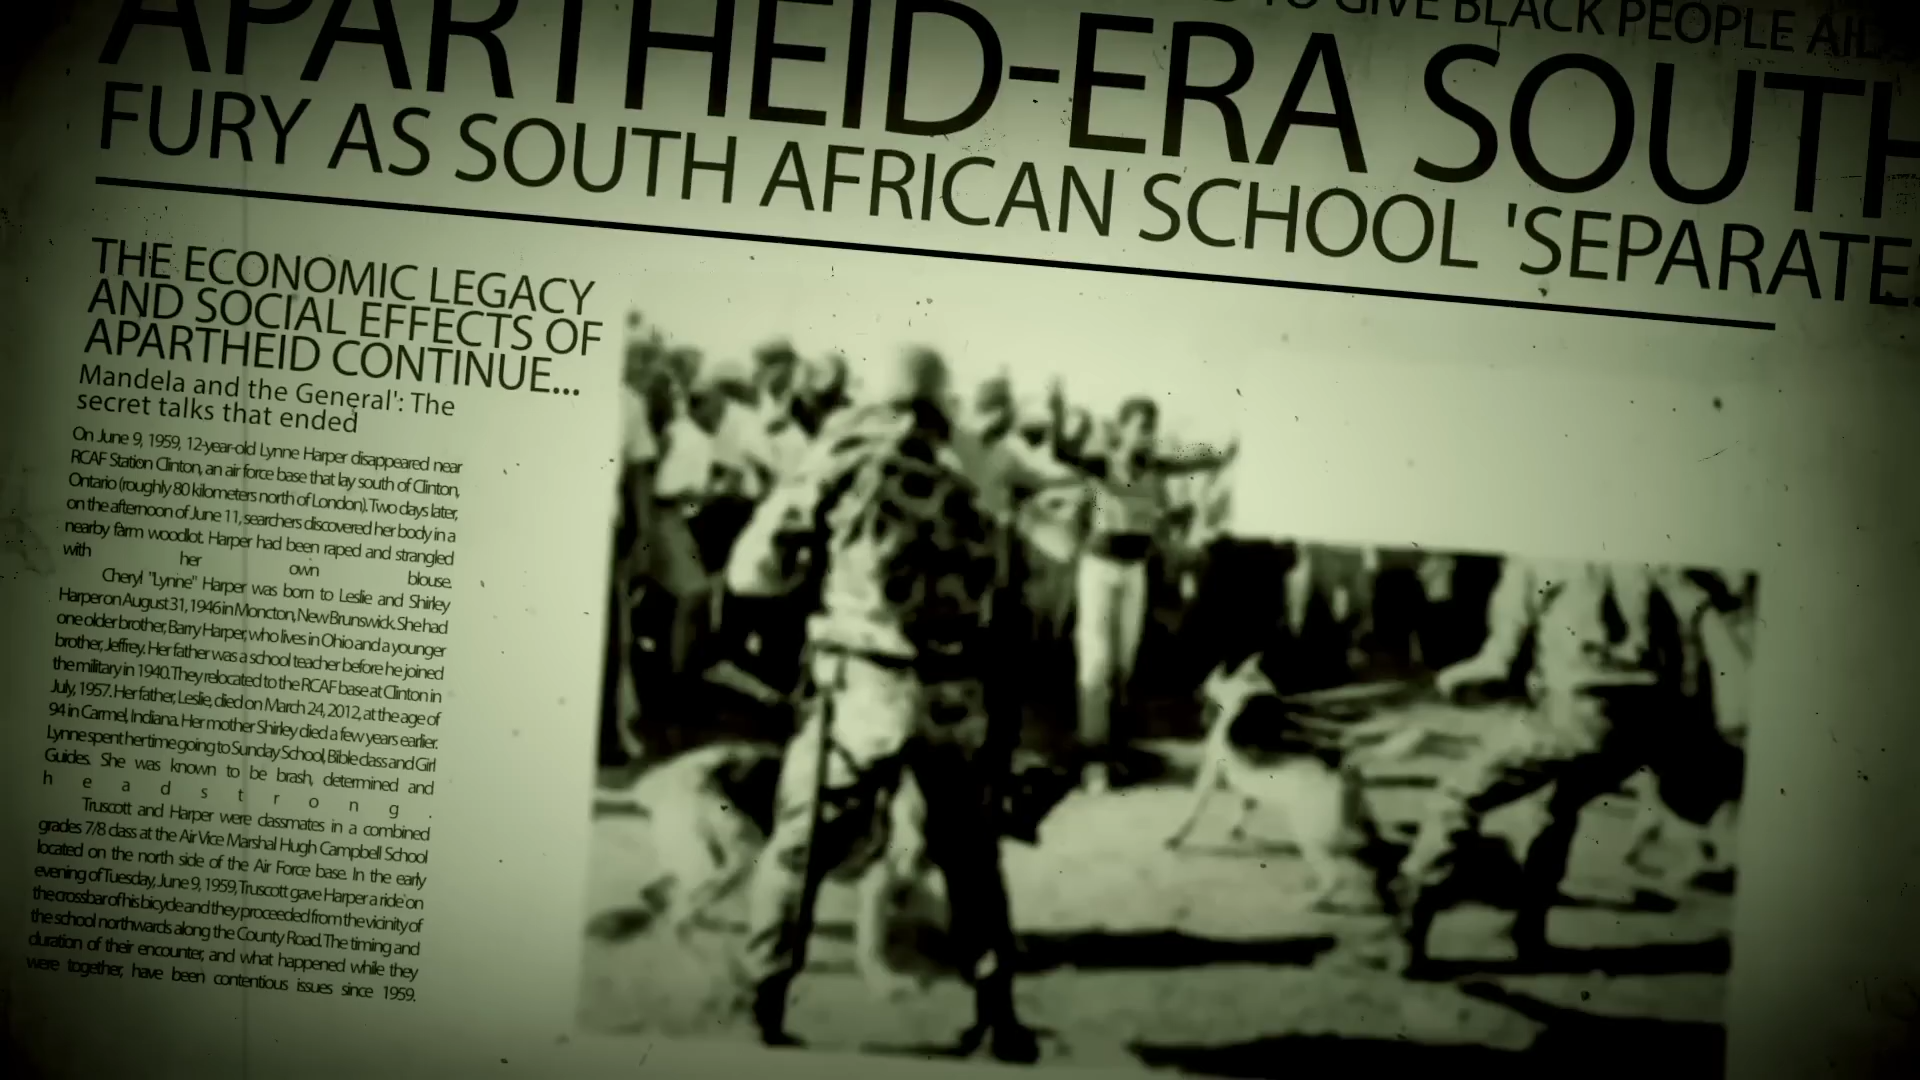 TO GIVE BLACK PEOPLE AID
APARTHEID-ERA SOUTH
FURY AS SOUTH AFRICAN SCHOOL 'SEPARATES
THE ECONOMIC LEGACY
AND SOCIAL EFFECTS OF
APARTHEID CONTINUE...
Mandela and the General': The
secret talks that ended
On June 9, 1959, 12-year-old Lynne Harper disappeared near
RCAF Station Clinton, an air force base that lay south of Clinton,
Ontario (roughly 80 kilometers north of London). Two days later,
on the afternoon of June 11, searchers discovered her body in a
nearby farm woodlot. Harper had been raped and strangled
with her own blouse.
Cheryl "Lynne" Harper was born to Leslie and Shirley
Harper on August 31, 1946 in Moncton, New Brunswick. She had
one older brother, Barry Harper, who lives in Ohio and a younger
brother, Jeffrey. Her father was a school teacher before he joined
the military in 1940. They relocated to the RCAF base at Clinton in
July, 1957. Her father, Leslie, died on March 24, 2012, at the age of
94 in Carmel, Indiana. Her mother Shirley died a few years earlier.
Lynne spent her time going to Sunday School, Bible class and Girl
Guides. She was known to be brash, determined and
headstrong.
Truscott and Harper were classmates in a combined
grades 7/8 class at the Air Vice Marshal Hugh Campbell School
located on the north side of the Air Force base. In the early
evening of Tuesday, June 9, 1959, Truscott gave Harper a ride on
the crossbar of his bicycle and they proceeded from the vicinity of
the school northwards along the County Road. The timing and
duration of their encounter, and what happened while they
were together, have been contentious issues since 1959.